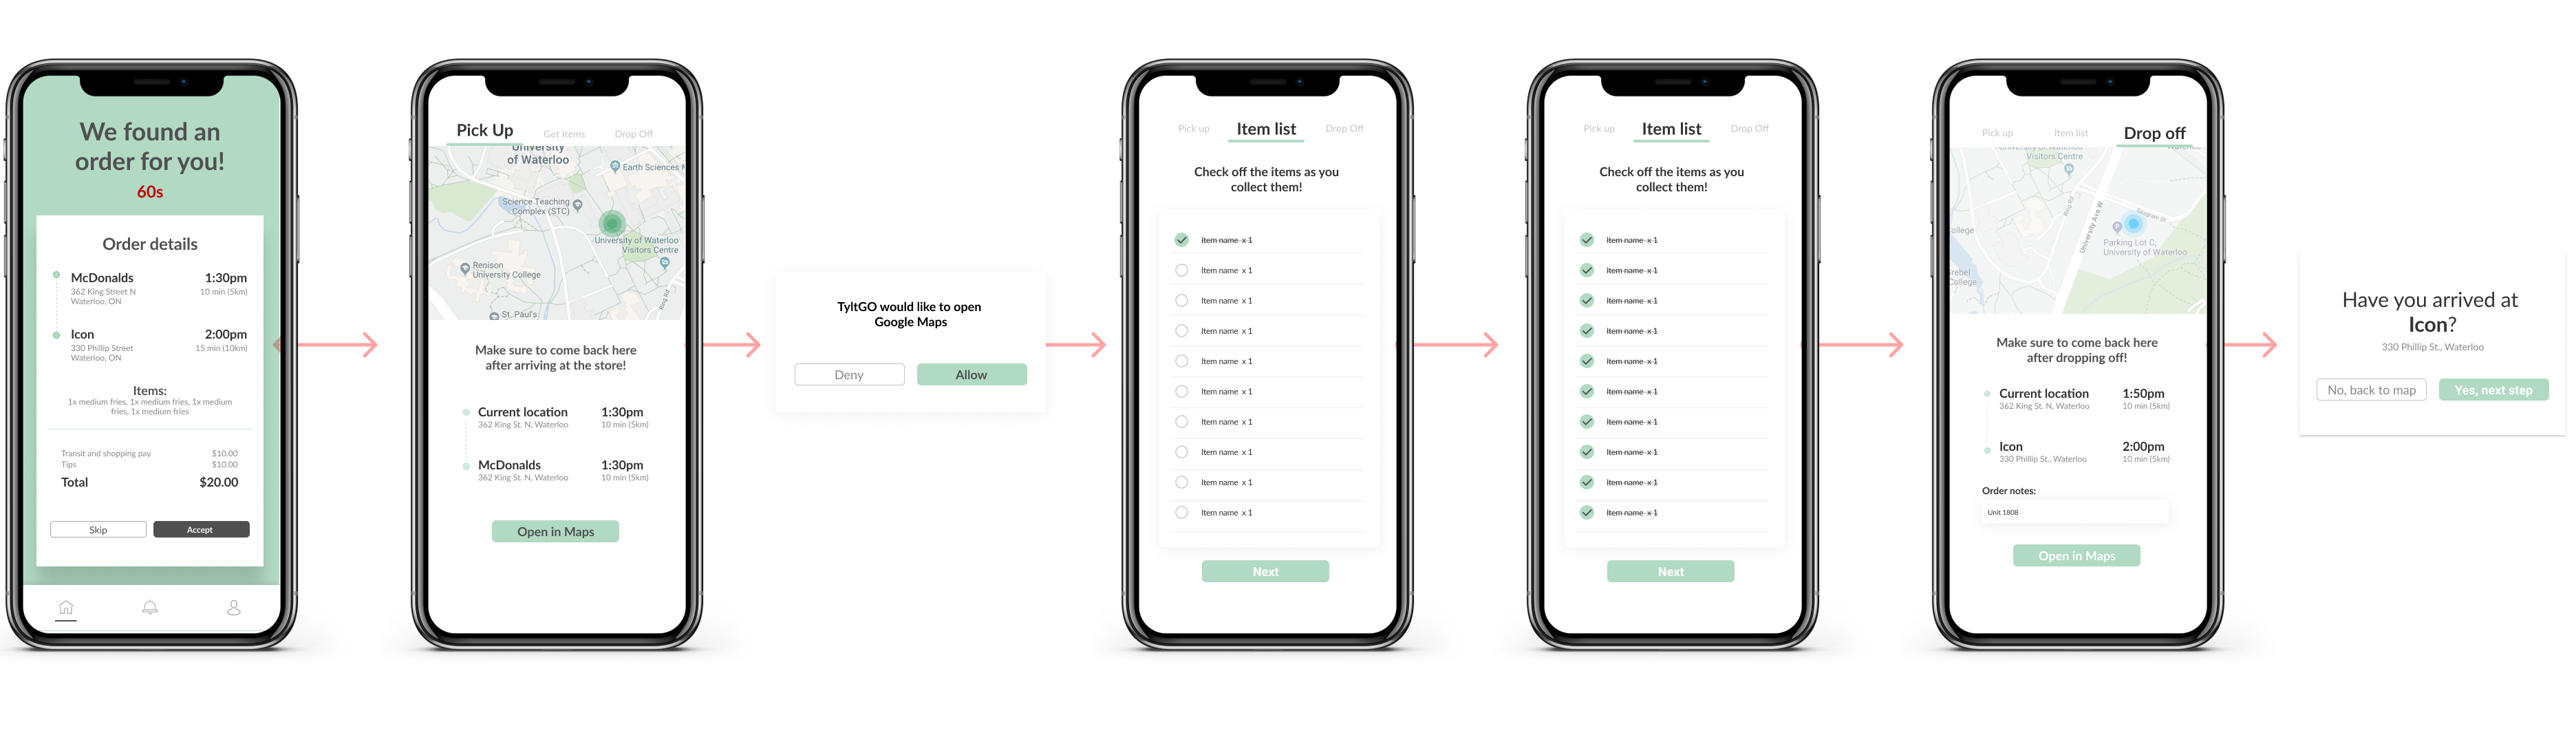 We found an
order for you!
60s
Order details
McDonalds 1:30pm
362 King Street N 10 min (5km)
Waterloo, ON
Icon 2:00pm
330 Phillip Street 15 min (10km)
Waterloo, ON
Items:
1x medium fries, 1x medium fries, 1x medium
fries, 1x medium fries
Transit and shopping pay $10.00
Tips $10.00
Total $20.00
Skip Accept
Pick Up Get Items Drop Off
University
of Waterloo
Earth Sciences M
Science Teaching
Complex (STC)
University of Waterloo
Visitors Centre
Renison
University College
Ring Rd
St. Paul's
Make sure to come back here
after arriving at the store!
Current location 1:30pm
362 King St. N, Waterloo 10 min (5km)
McDonalds 1:30pm
362 King St. N, Waterloo 10 min (5km)
Open in Maps
TyltGO would like to open
Google Maps
Deny Allow
Pick up Item list Drop Off
Check off the items as you
collect them!
Item name x 1
Item name x 1
Item name x 1
Item name x 1
Item name x 1
Item name x 1
Item name x 1
Item name x 1
Item name x 1
Item name x 1
Next
Pick up Item list Drop Off
Check off the items as you
collect them!
Item name x 1
Item name x 1
Item name x 1
Item name x 1
Item name x 1
Item name x 1
Item name x 1
Item name x 1
Item name x 1
Item name x 1
Next
Pick up Item list Drop off
University of Waterloo
Visitors Centre
Waterloo
Ring Rd
Seagram Dr
University Ave W
College
Parking Lot C,
University of Waterloo
Grebel
College
Make sure to come back here
after dropping off!
Current location 1:50pm
362 King St. N, Waterloo 10 min (5km)
Icon 2:00pm
330 Phillip St., Waterloo 10 min (5km)
Order notes:
Unit 1808
Open in Maps
Have you arrived at
Icon?
330 Phillip St., Waterloo
No, back to map Yes, next step